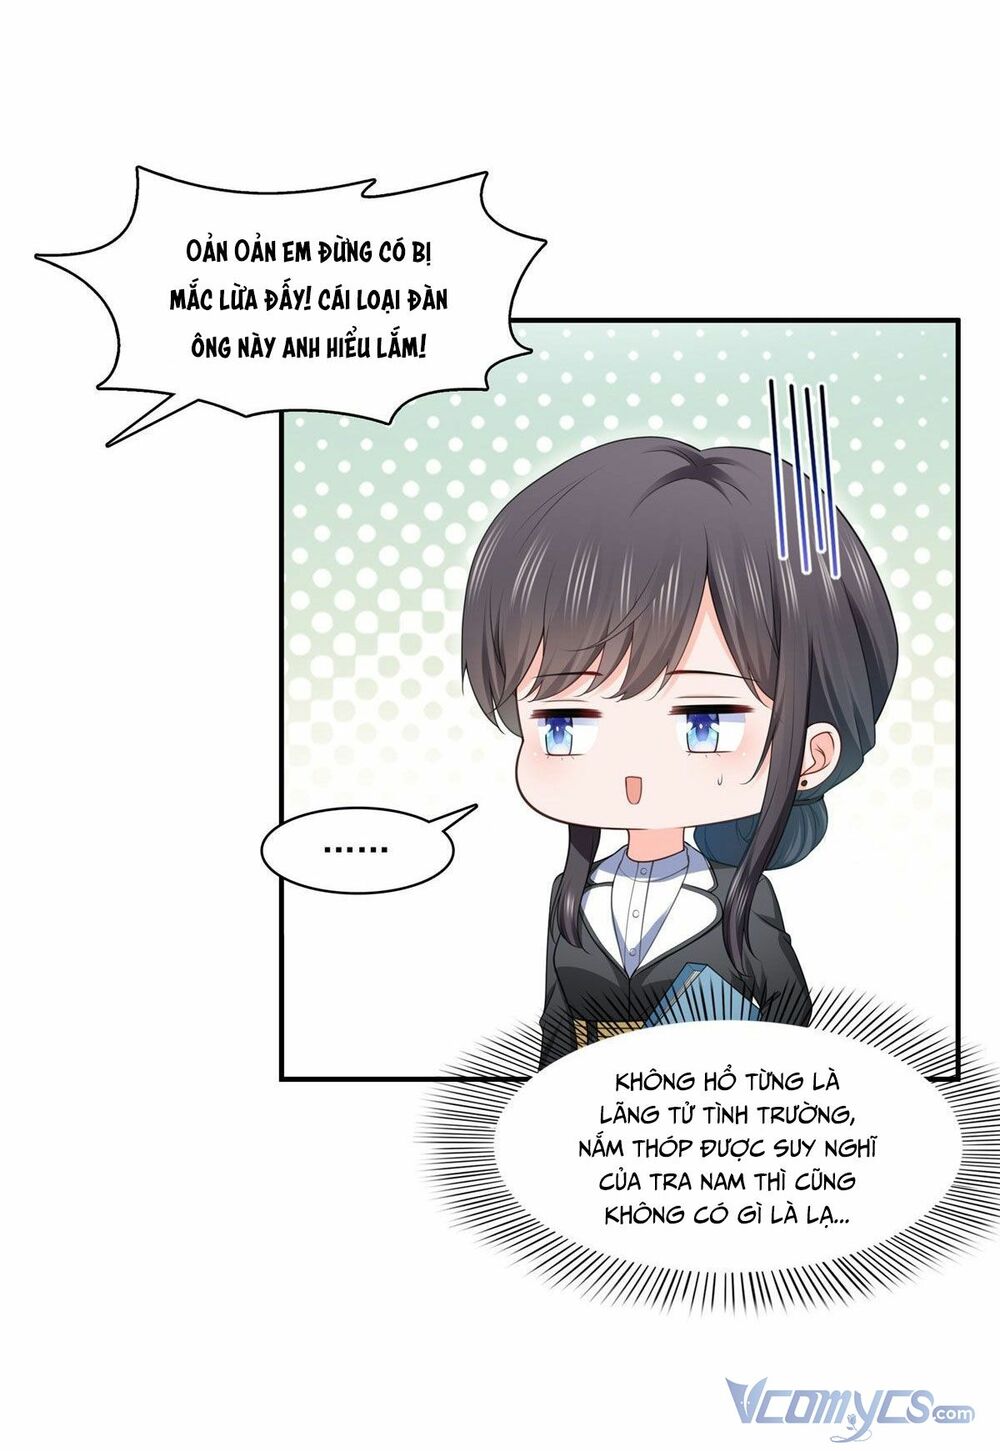 OẢN OẢN EM ĐỪNG CÓ BỊ
MẮC LỪA ĐẤY! CÁI LOẠI ĐÀN
ÔNG NÀY ANH HIỂU LẮM!
......
KHÔNG HỔ TỪNG LÀ
LÃNG TỬ TÌNH TRƯỜNG,
NẮM THÓP ĐƯỢC SUY NGHĨ
CỦA TRA NAM THÌ CŨNG
KHÔNG CÓ GÌ LÀ LẠ...
VCOMYCS.com